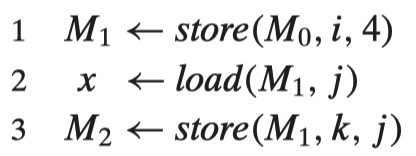 1 M₁ ← store(M₀, i, 4)
2 x ← load(M₁, j)
3 M₂ ← store(M₁, k, j)